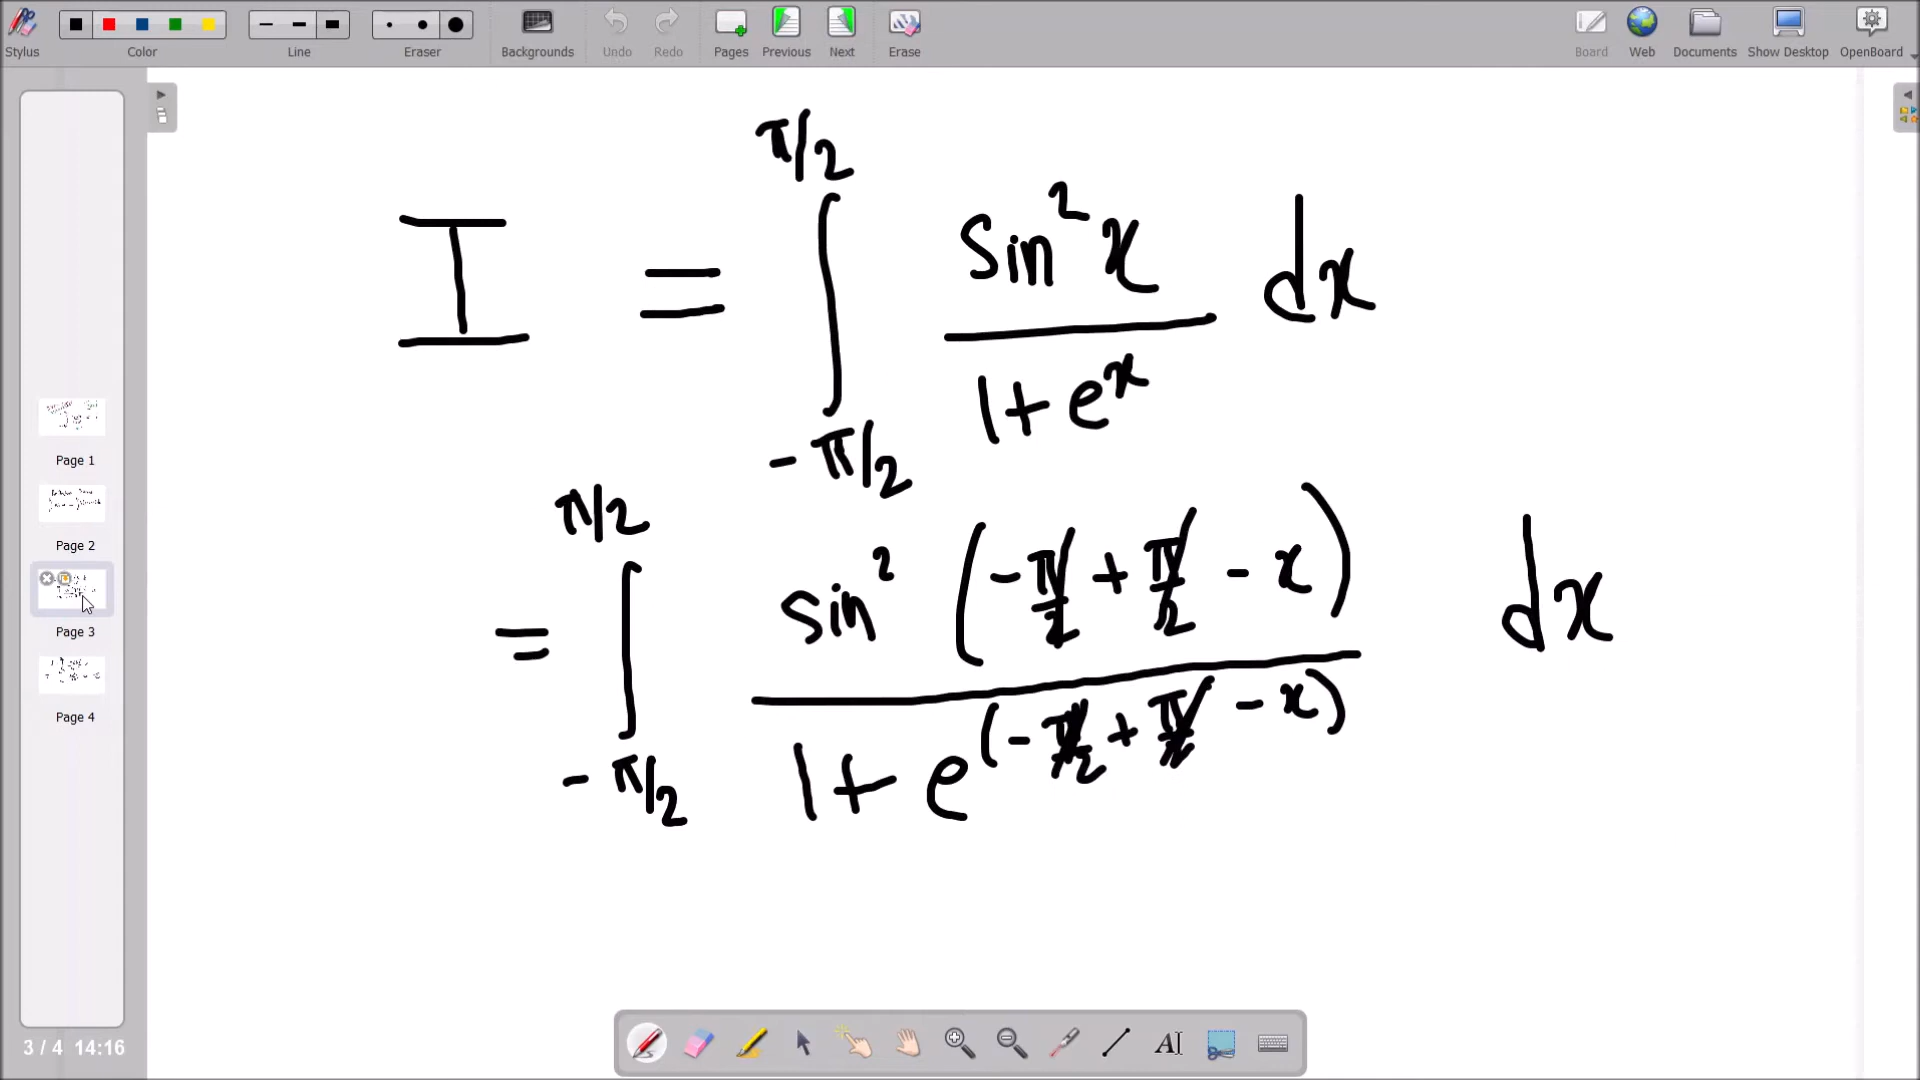 Stylus Color Line Eraser Backgrounds Undo Redo Pages Previous Next Erase Board Web Documents Show Desktop OpenBoard
I = ∫_{-π/2}^{π/2} sin²x / (1+e^x) dx
= ∫_{-π/2}^{π/2} sin²(-π/2 + π/2 - x) / (1+e^(-π/2 + π/2 - x)) dx
Page 1
Page 2
Page 3
Page 4
3 / 4 14:16
AI